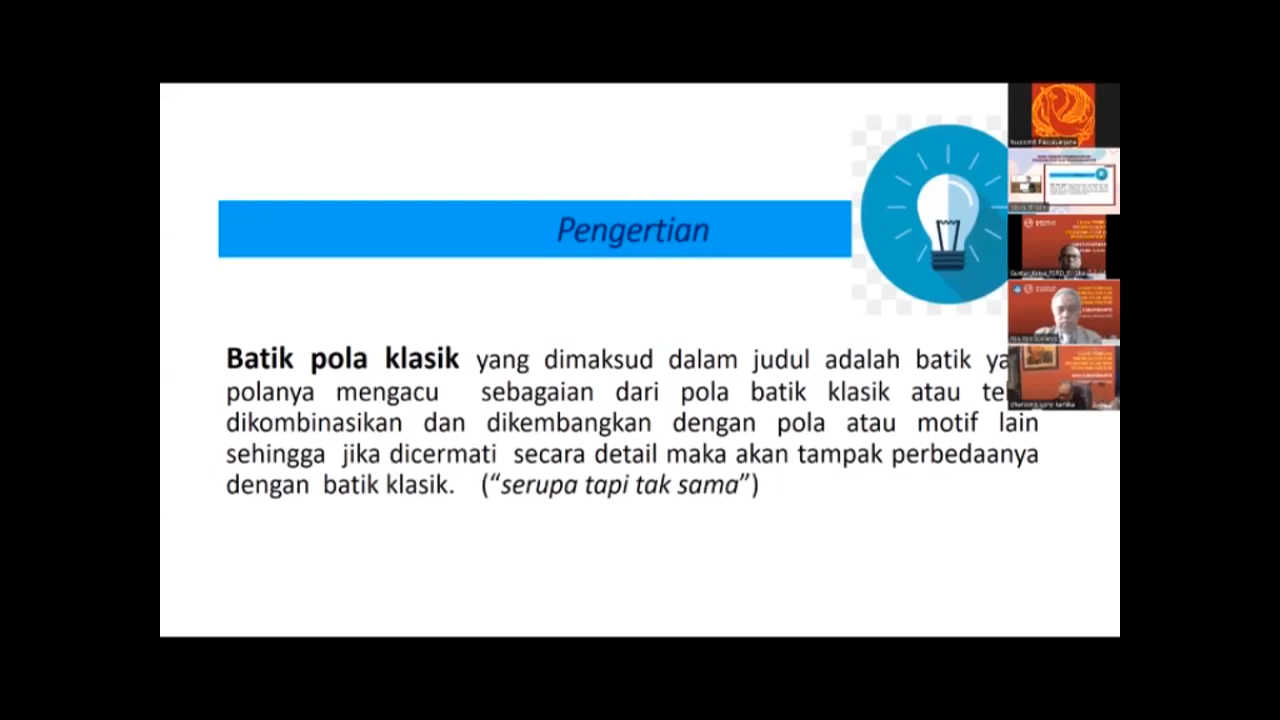 Pengertian
Batik pola klasik yang dimaksud dalam judul adalah batik
polanya mengacu sebagaian dari pola batik klasik atau
dikombinasikan dan dikembangkan dengan pola atau motif lain
sehingga jika dicermati secara detail maka akan tampak perbedaanya
dengan batik klasik. (“serupa tapi tak sama”)